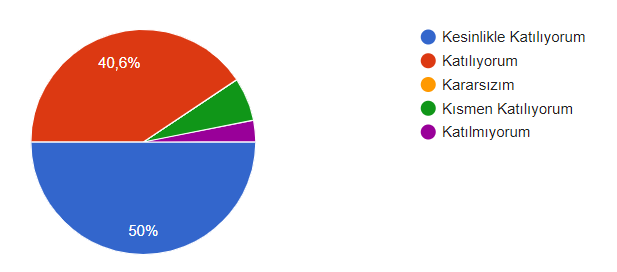 40,6%
50%
Kesinlikle Katılıyorum
Katılıyorum
Kararsızım
Kısmen Katılıyorum
Katılmıyorum